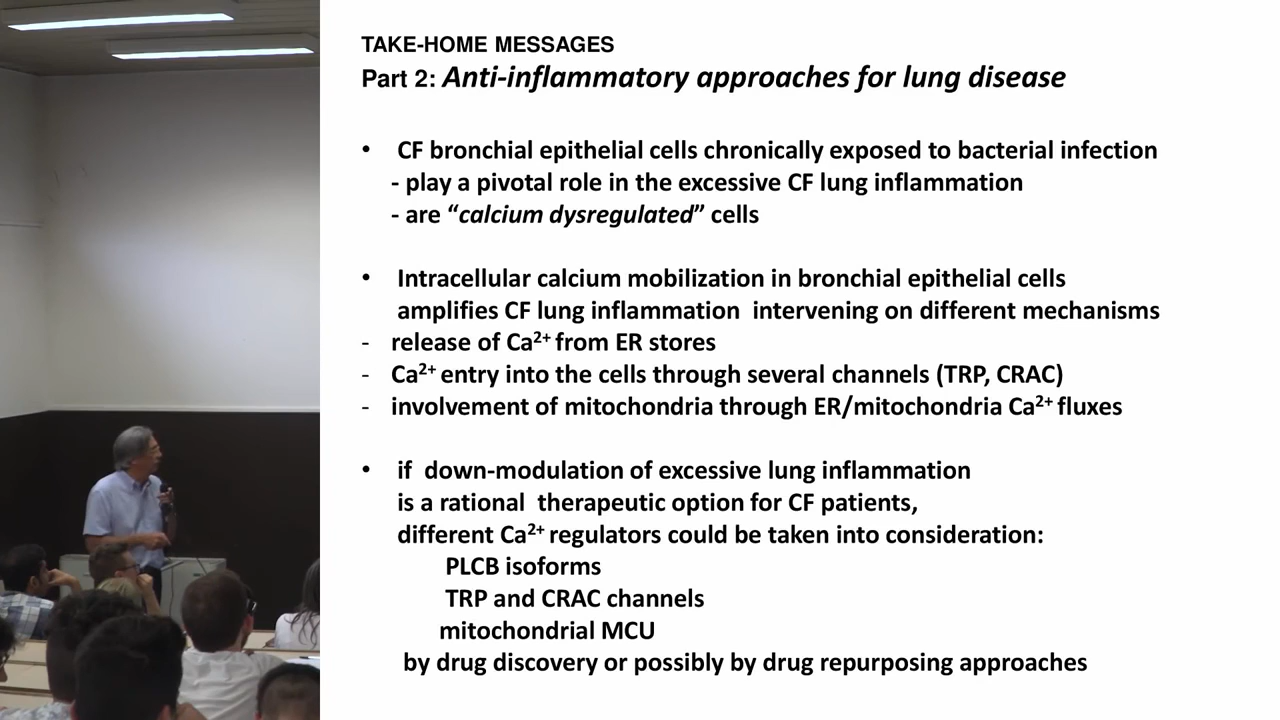 TAKE-HOME MESSAGES
Part 2: Anti-inflammatory approaches for lung disease
• CF bronchial epithelial cells chronically exposed to bacterial infection
- play a pivotal role in the excessive CF lung inflammation
- are “calcium dysregulated” cells
• Intracellular calcium mobilization in bronchial epithelial cells
amplifies CF lung inflammation intervening on different mechanisms
- release of Ca²⁺ from ER stores
- Ca²⁺ entry into the cells through several channels (TRP, CRAC)
- involvement of mitochondria through ER/mitochondria Ca²⁺ fluxes
• if down-modulation of excessive lung inflammation
is a rational therapeutic option for CF patients,
different Ca²⁺ regulators could be taken into consideration:
PLCB isoforms
TRP and CRAC channels
mitochondrial MCU
by drug discovery or possibly by drug repurposing approaches